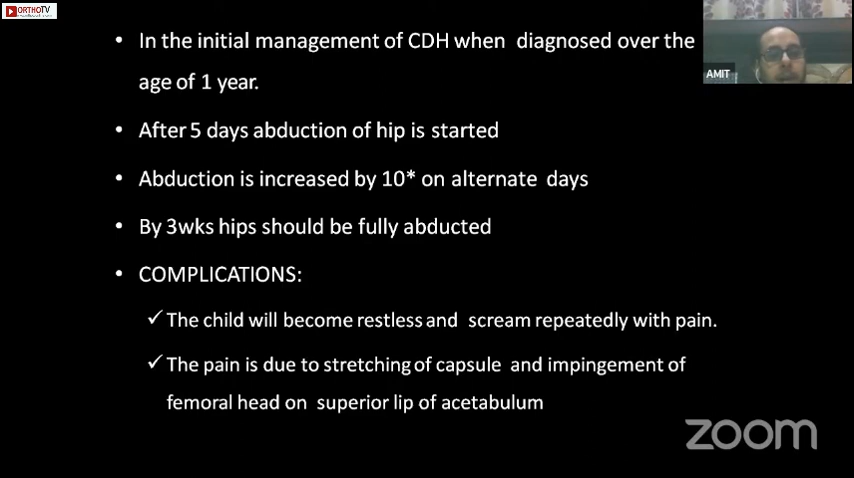 ORTHOTV
• In the initial management of CDH when diagnosed over the
age of 1 year.
• After 5 days abduction of hip is started
• Abduction is increased by 10* on alternate days
• By 3wks hips should be fully abducted
• COMPLICATIONS:
✓ The child will become restless and scream repeatedly with pain.
✓ The pain is due to stretching of capsule and impingement of
femoral head on superior lip of acetabulum
AMIT
zoom